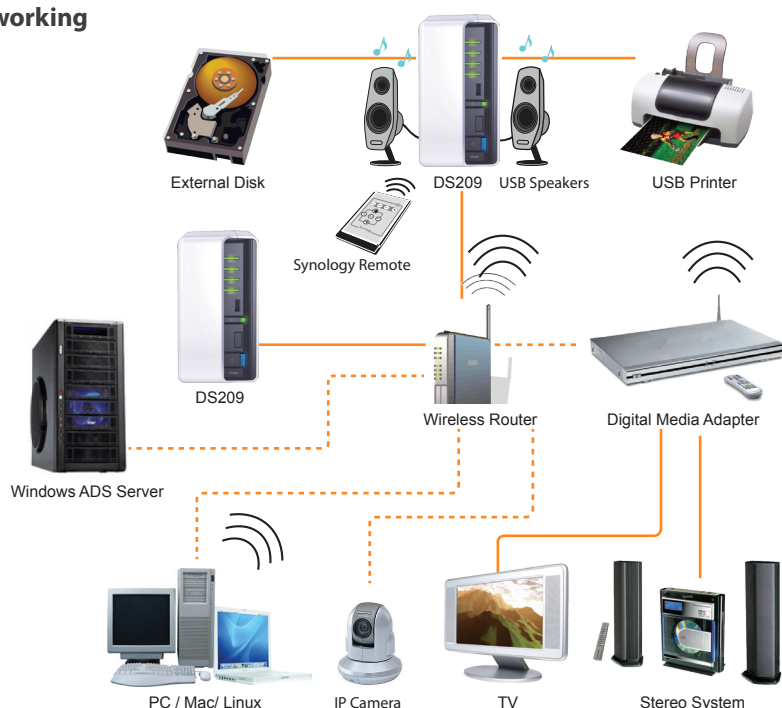 working
External Disk
DS209
USB Speakers
USB Printer
Synology Remote
DS209
Wireless Router
Digital Media Adapter
Windows ADS Server
PC / Mac/ Linux
IP Camera
TV
Stereo System